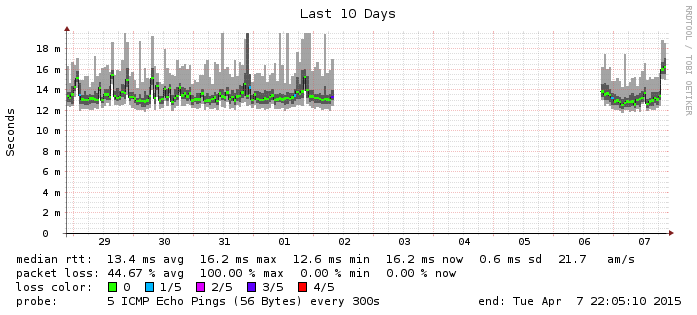 Last 10 Days
RRDTOOL / TOBI OETIKER
Seconds
18 m
16 m
14 m
12 m
10 m
8 m
6 m
4 m
2 m
0
29 30 31 01 02 03 04 05 06 07
median rtt: 13.4 ms avg 16.2 ms max 12.6 ms min 16.2 ms now 0.6 ms sd 21.7 am/s
packet loss: 44.67 % avg 100.00 % max 0.00 % min 0.00 % now
loss color: 0 1/5 2/5 3/5 4/5
probe: 5 ICMP Echo Pings (56 Bytes) every 300s end: Tue Apr 7 22:05:10 2015